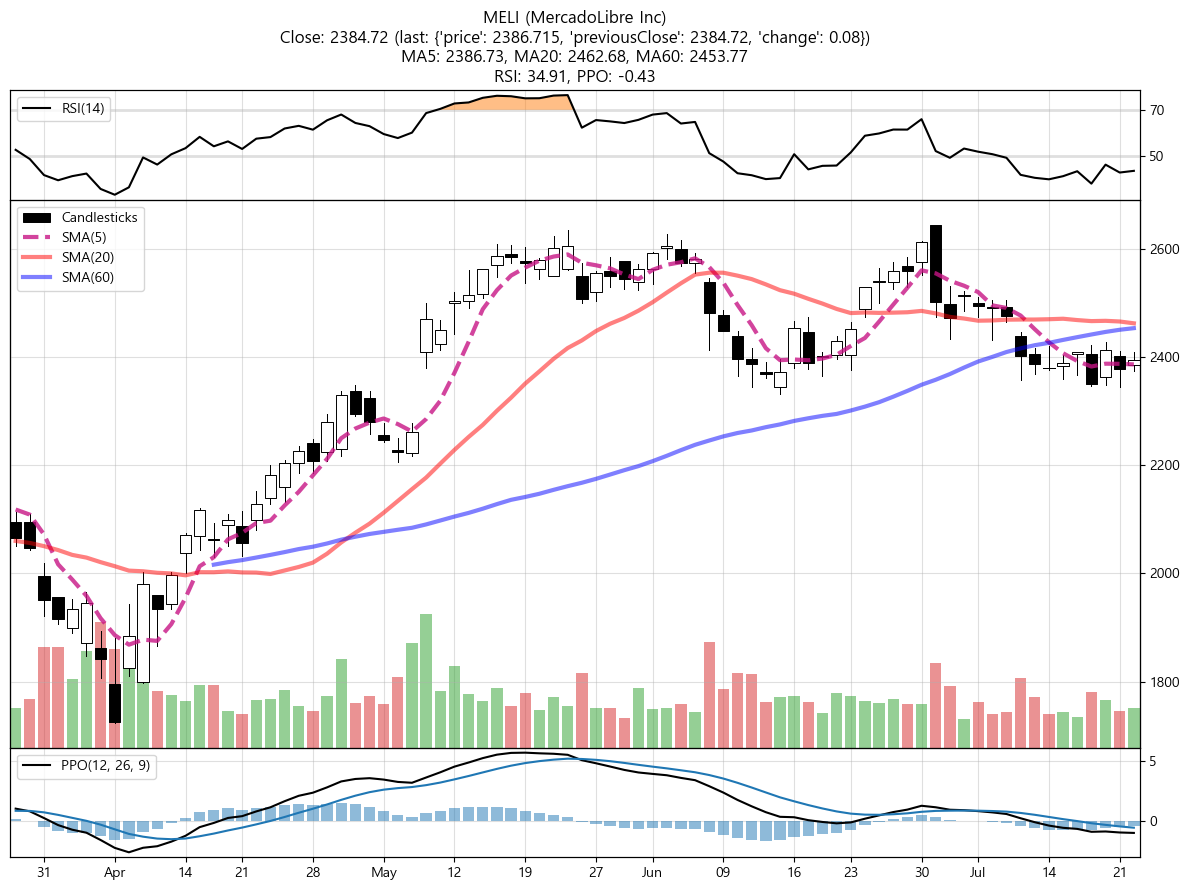 MELI (MercadoLibre Inc)
Close: 2384.72 (last: {'price': 2386.715, 'previousClose': 2384.72, 'change': 0.08})
MA5: 2386.73, MA20: 2462.68, MA60: 2453.77
RSI: 34.91, PPO: -0.43
RSI(14)
70
50
Candlesticks
SMA(5)
SMA(20)
SMA(60)
2600
2400
2200
2000
1800
PPO(12, 26, 9)
5
0
31 Apr 14 21 28 May 12 19 27 Jun 09 16 23 30 Jul 14 21